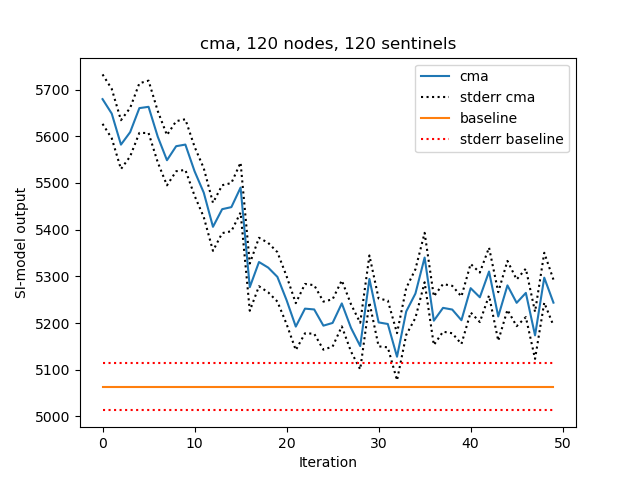 cma, 120 nodes, 120 sentinels
SI-model output
5700
5600
5500
5400
5300
5200
5100
5000
cma
stderr cma
baseline
stderr baseline
0 10 20 30 40 50
Iteration